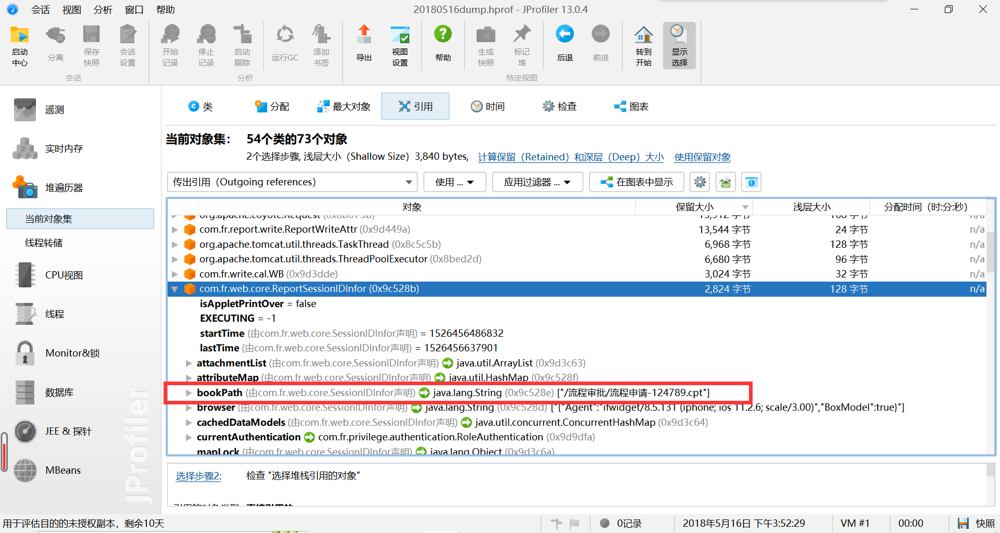 会话 视图 分析 窗口 帮助 20180516dump.hprof - JProfiler 13.0.4
启动中心 分离 保存快照 会话设置 开始记录 停止记录 启动跟踪 运行GC 添加书签 导出 视图设置 帮助 生成快照 标记堆 后退 前进 转到开始 显示选择
会话 分析 特定视图
遥测
实时内存
堆遍历器
当前对象集
线程转储
CPU视图
线程
Monitor&锁
数据库
JEE & 探针
MBeans
JProfiler
类 分配 最大对象 引用 时间 检查 图表
当前对象集： 54个类的73个对象
2个选择步骤, 浅层大小（Shallow Size）3,840 bytes, 计算保留（Retained）和深层（Deep）大小 使用保留对象
传出引用（Outgoing references） 使用 ... 应用过滤器 ... 在图表中显示
对象 保留大小 浅层大小 分配时间（时:分:秒）
org.apache.coyote.Request
com.fr.report.write.ReportWriteAttr (0x9d449a) 13,544 字节 24 字节 n/a
org.apache.tomcat.util.threads.TaskThread (0x8c5c5b) 6,968 字节 128 字节 n/a
org.apache.tomcat.util.threads.ThreadPoolExecutor (0x8bed2d) 6,680 字节 96 字节 n/a
com.fr.write.cal.WB (0x9d3dde) 3,024 字节 32 字节 n/a
com.fr.web.core.ReportSessionIDInfor (0x9c528b) 2,824 字节 128 字节 n/a
isAppletPrintOver = false
EXECUTING = -1
startTime (由com.fr.web.core.SessionIDInfor声明) = 1526456486832
lastTime (由com.fr.web.core.SessionIDInfor声明) = 1526456637901
attachmentList (由com.fr.web.core.SessionIDInfor声明) java.util.ArrayList (0x9d3c63)
attributeMap (由com.fr.web.core.SessionIDInfor声明) java.util.HashMap (0x9c528f)
bookPath (由com.fr.web.core.SessionIDInfor声明) java.lang.String (0x9c528e) ["/流程审批/流程申请-124789.cpt"]
browser (由com.fr.web.core.SessionIDInfor声明) java.lang.String (0x9c528d) ["{"Agent":"ifwidget/8.5.131 (iphone; ios 11.2.6; scale/3.00)","BoxModel":true}"]
cachedDataModels (由com.fr.web.core.SessionIDInfor声明) java.util.concurrent.ConcurrentHashMap (0x9d3c64)
currentAuthentication com.fr.privilege.authentication.RoleAuthentication (0x9d9dfa)
mapLock (由com.fr.web.core.SessionIDInfor声明) java.lang.Object (0x9d3c6a)
选择步骤2: 检查 "选择堆栈引用的对象"
用于评估目的的未授权副本，剩余10天 0记录 2018年5月16日 下午3:52:29 VM #1 00:00 快照